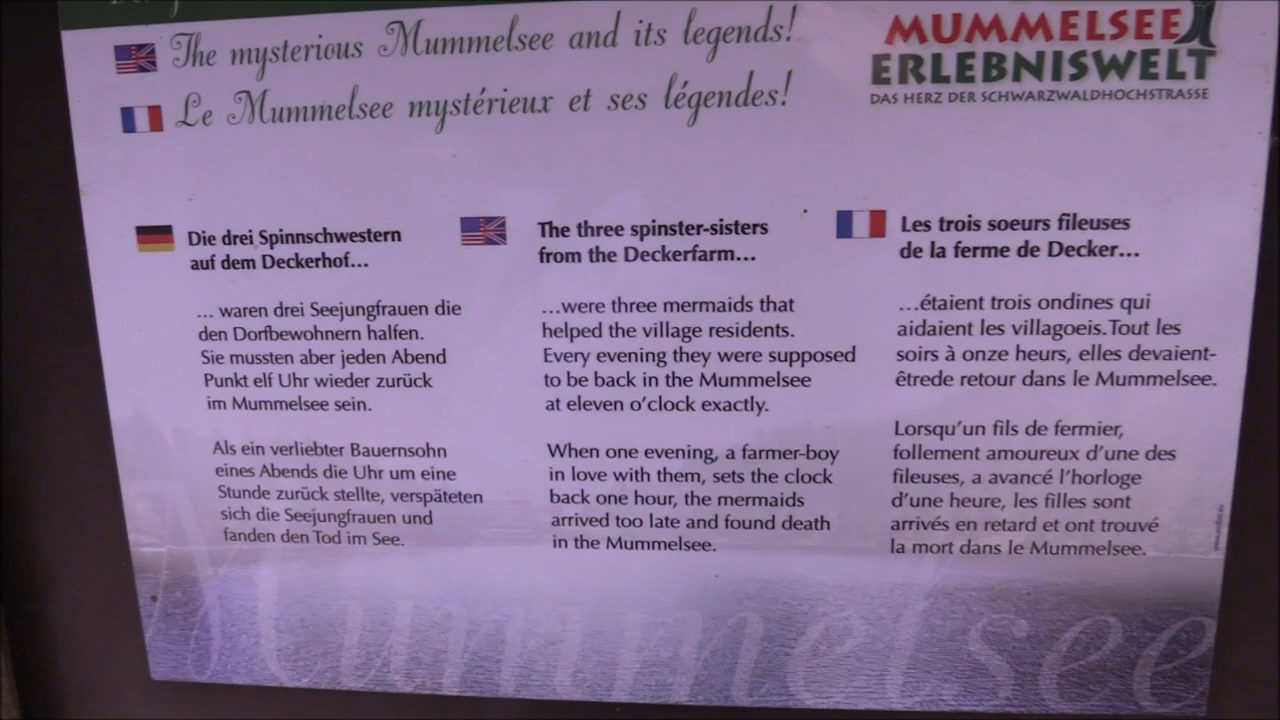 The mysterious Mummelsee and its legends!
Le Mummelsee mystérieux et ses légendes!
MUMMELSEE
ERLEBNISWELT
DAS HERZ DER SCHWARZWALDHOCHSTRASSE
Die drei Spinnschwestern
auf dem Deckerhof...
... waren drei Seejungfrauen die
den Dorfbewohnern halfen.
Sie mussten aber jeden Abend
Punkt elf Uhr wieder zurück
im Mummelsee sein.
Als ein verliebter Bauernsohn
eines Abends die Uhr um eine
Stunde zurück stellte, verspäteten
sich die Seejungfrauen und
fanden den Tod im See.
The three spinster-sisters
from the Deckerfarm...
...were three mermaids that
helped the village residents.
Every evening they were supposed
to be back in the Mummelsee
at eleven o'clock exactly.
When one evening, a farmer-boy
in love with them, sets the clock
back one hour, the mermaids
arrived too late and found death
in the Mummelsee.
Les trois soeurs fileuses
de la ferme de Decker...
...étaient trois ondines qui
aidaient les villagoeis.Tout les
soirs à onze heurs, elles devaient-
êtrede retour dans le Mummelsee.
Lorsqu'un fils de fermier,
follement amoureux d'une des
fileuses, a avancé l'horloge
d'une heure, les filles sont
arrivés en retard et ont trouvé
la mort dans le Mummelsee.
Mummelsee